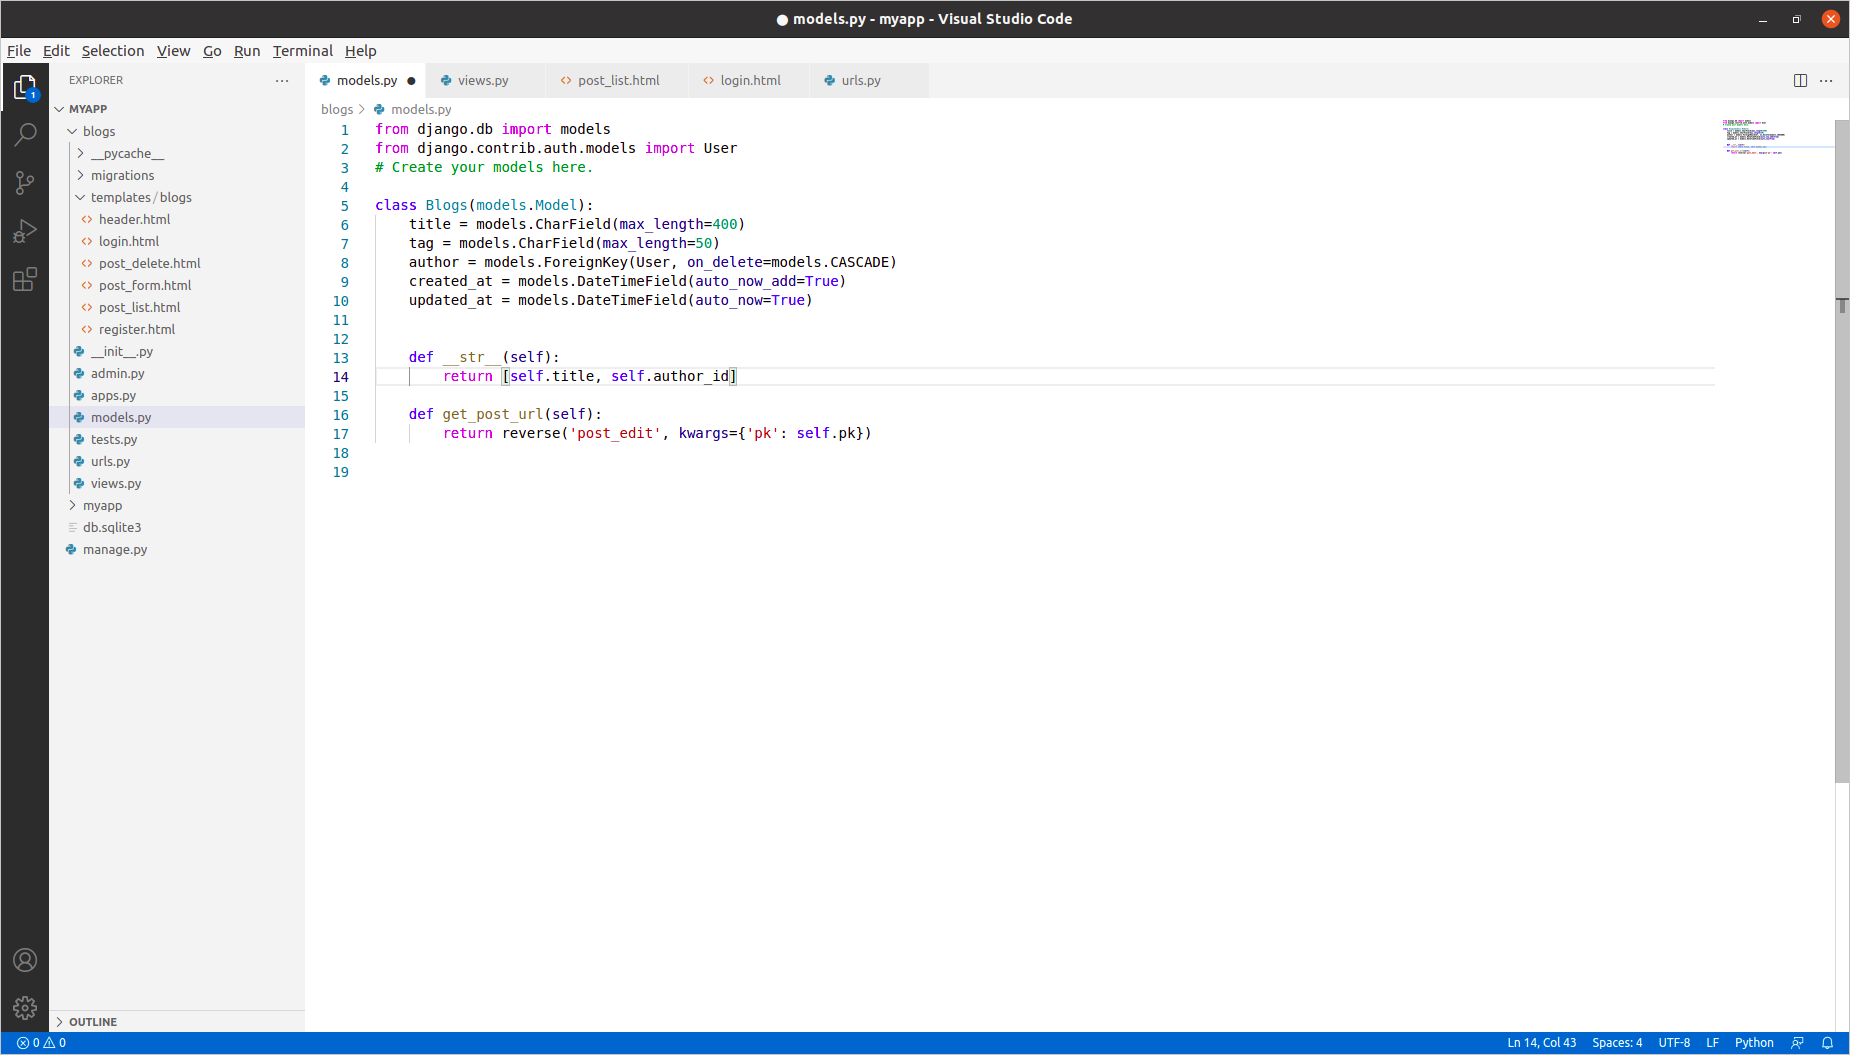 ● models.py - myapp - Visual Studio Code
File Edit Selection View Go Run Terminal Help
EXPLORER
1
MYAPP
blogs
__pycache__
migrations
templates / blogs
header.html
login.html
post_delete.html
post_form.html
post_list.html
register.html
__init__.py
admin.py
apps.py
models.py
tests.py
urls.py
views.py
myapp
db.sqlite3
manage.py
OUTLINE
models.py ● views.py <> post_list.html <> login.html urls.py
blogs > models.py
1 from django.db import models
2 from django.contrib.auth.models import User
3 # Create your models here.
4
5 class Blogs(models.Model):
6     title = models.CharField(max_length=400)
7     tag = models.CharField(max_length=50)
8     author = models.ForeignKey(User, on_delete=models.CASCADE)
9     created_at = models.DateTimeField(auto_now_add=True)
10     updated_at = models.DateTimeField(auto_now=True)
11
12
13     def __str__(self):
14         return [self.title, self.author_id]
15
16     def get_post_url(self):
17         return reverse('post_edit', kwargs={'pk': self.pk})
18
19
0 0 Ln 14, Col 43 Spaces: 4 UTF-8 LF Python